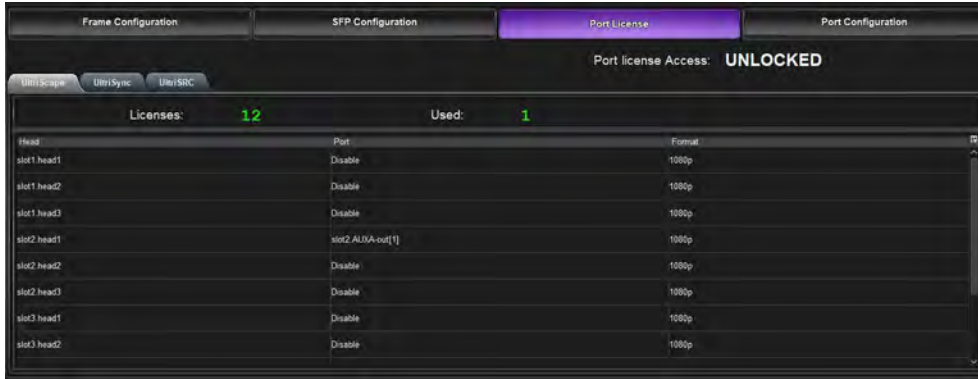 Frame Configuration SFP Configuration Port License Port Configuration
Port license Access: UNLOCKED
UltriScape UltriSync UltriSRC
Licenses: 12 Used: 1
Head Port Format
slot1.head1 Disable 1080p
slot1.head2 Disable 1080p
slot1.head3 Disable 1080p
slot2.head1 slot2.AUXA-out[1] 1080p
slot2.head2 Disable 1080p
slot2.head3 Disable 1080p
slot3.head1 Disable 1080p
slot3.head2 Disable 1080p